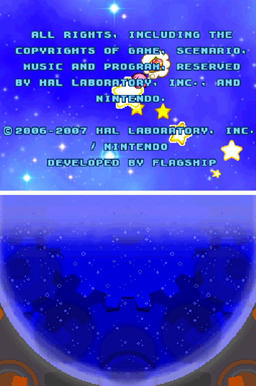 ALL RIGHTS, INCLUDING THE
COPYRIGHTS OF GAME, SCENARIO,
MUSIC AND PROGRAM, RESERVED
BY HAL LABORATORY, INC., AND
NINTENDO.
©2006-2007 HAL LABORATORY, INC.
/ NINTENDO
DEVELOPED BY FLAGSHIP